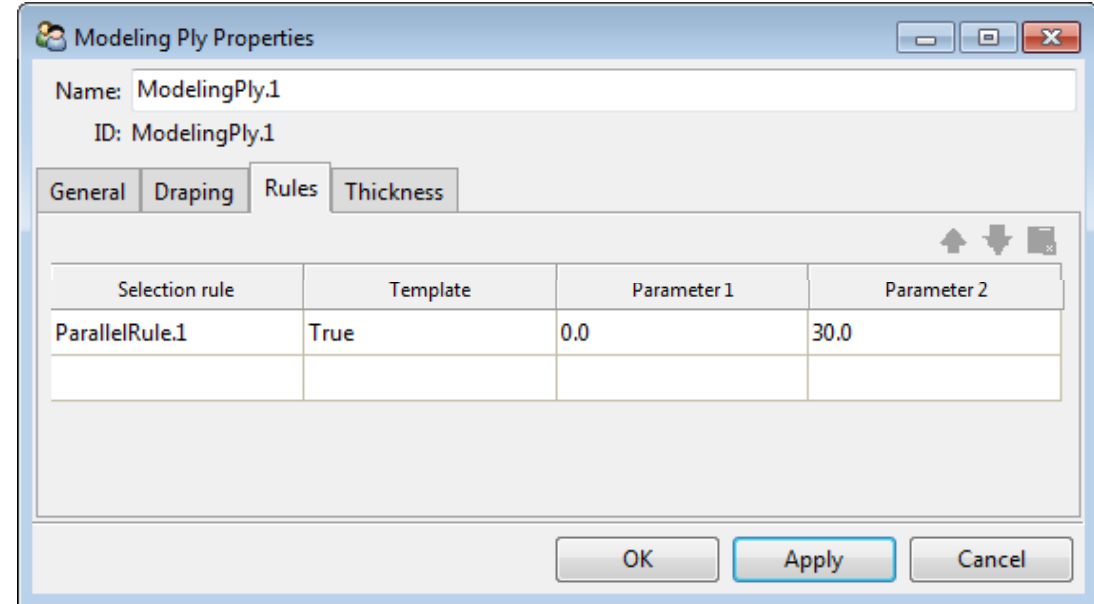 Modeling Ply Properties
Name: ModelingPly.1
ID: ModelingPly.1
General Draping Rules Thickness
Selection rule Template Parameter 1 Parameter 2
ParallelRule.1 True 0.0 30.0
OK Apply Cancel